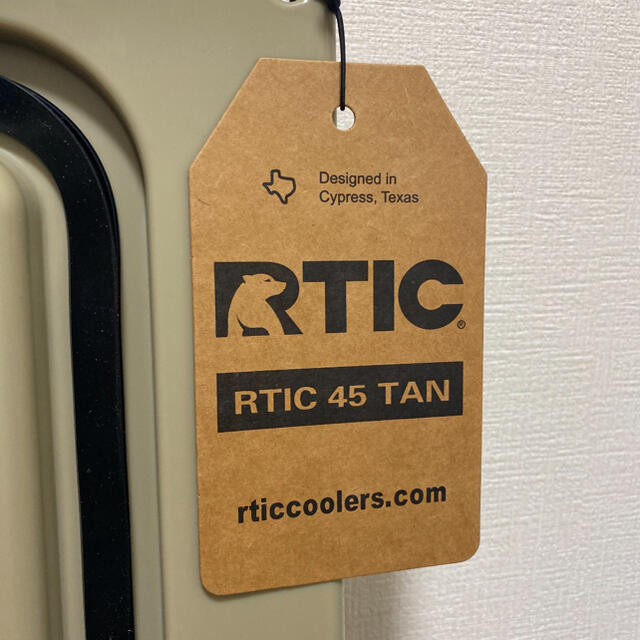 Designed in
Cypress, Texas
RTIC®
RTIC 45 TAN
rticcoolers.com